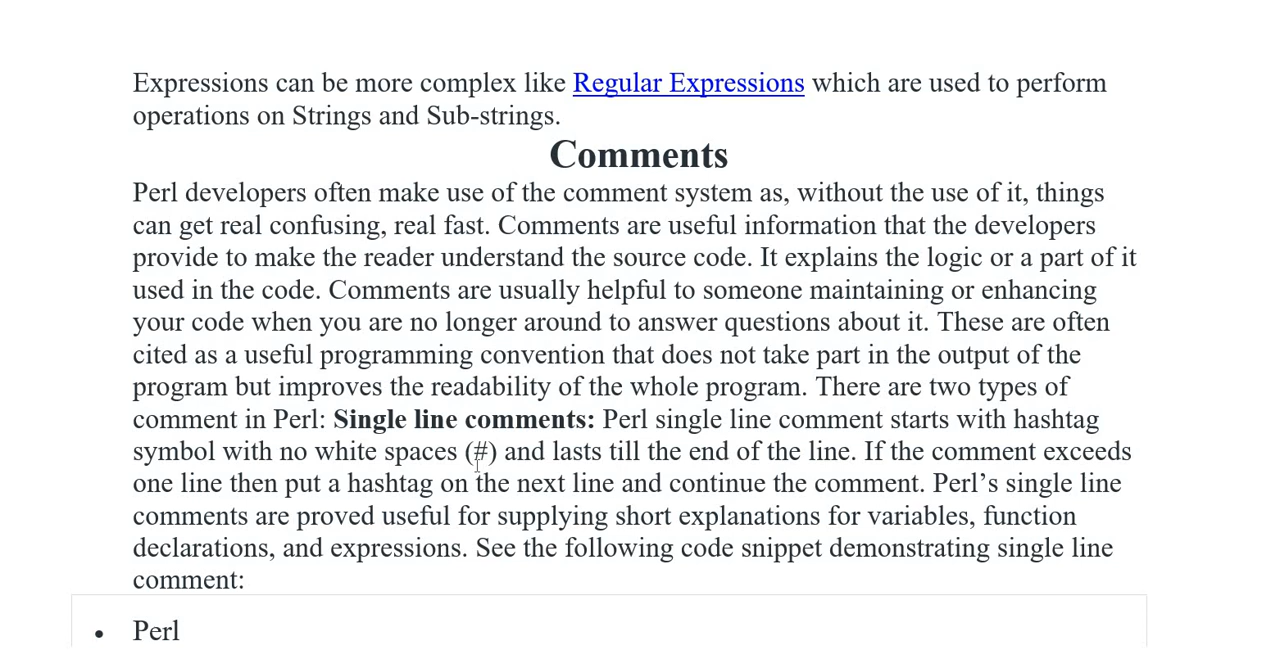 Expressions can be more complex like Regular Expressions which are used to perform
operations on Strings and Sub-strings.
Comments
Perl developers often make use of the comment system as, without the use of it, things
can get real confusing, real fast. Comments are useful information that the developers
provide to make the reader understand the source code. It explains the logic or a part of it
used in the code. Comments are usually helpful to someone maintaining or enhancing
your code when you are no longer around to answer questions about it. These are often
cited as a useful programming convention that does not take part in the output of the
program but improves the readability of the whole program. There are two types of
comment in Perl: Single line comments: Perl single line comment starts with hashtag
symbol with no white spaces (#) and lasts till the end of the line. If the comment exceeds
one line then put a hashtag on the next line and continue the comment. Perl’s single line
comments are proved useful for supplying short explanations for variables, function
declarations, and expressions. See the following code snippet demonstrating single line
comment:
• Perl